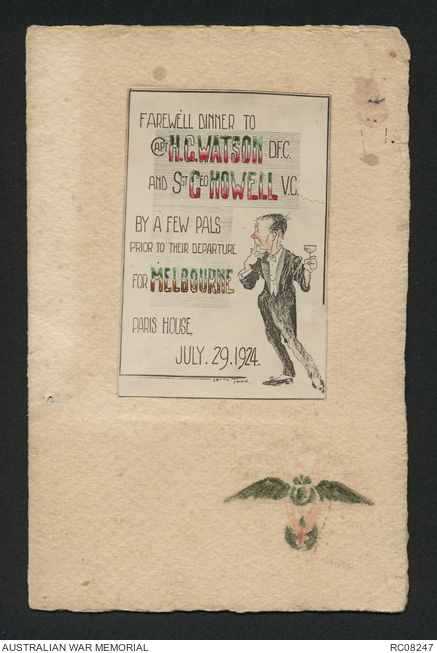 FAREWELL DINNER TO
CAPT H.G. WATSON D.F.C.
AND SGT GEO HOWELL V.C.
BY A FEW PALS
PRIOR TO THEIR DEPARTURE
FOR MELBOURNE
PARIS HOUSE,
JULY. 29. 1924.
AUSTRALIAN WAR MEMORIAL
RC08247